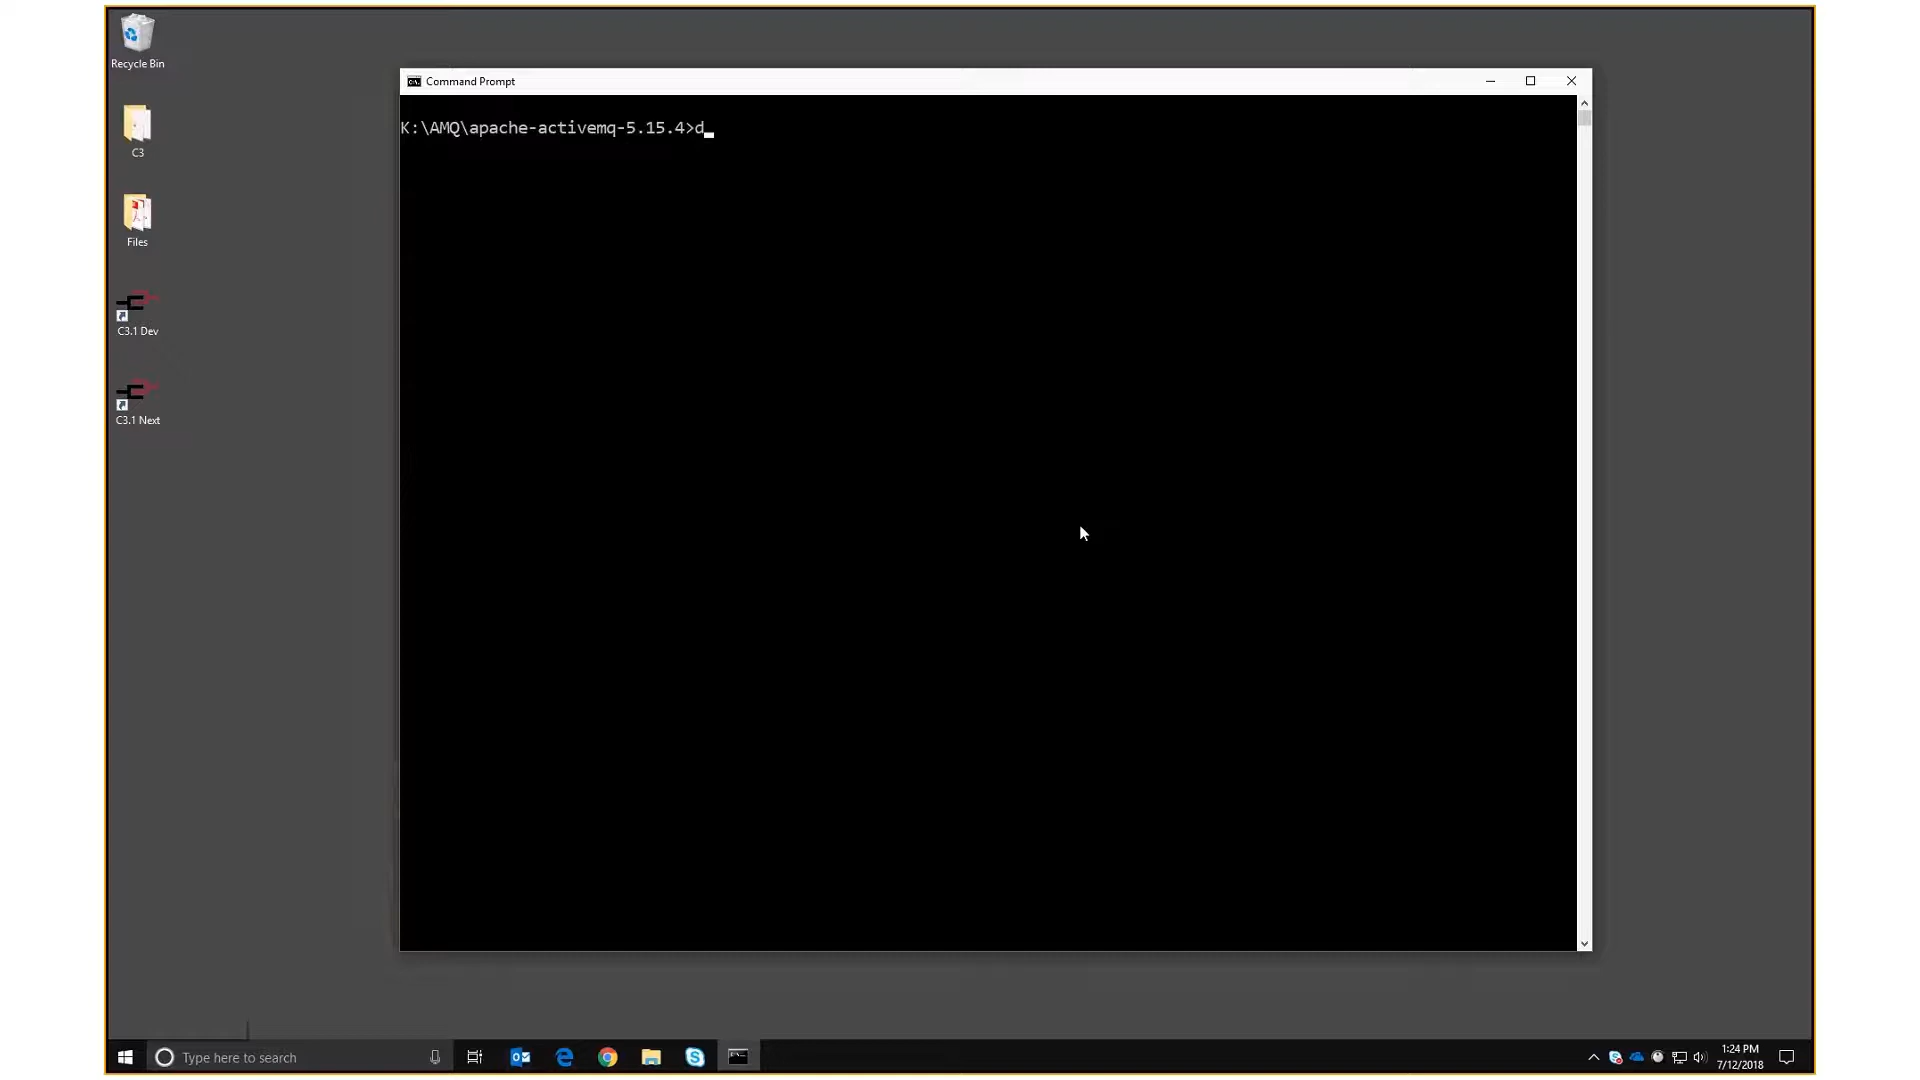 Recycle Bin
C3
Files
C3.1 Dev
C3.1 Next
Command Prompt
K:\AMQ\apache-activemq-5.15.4>d_
Type here to search
1:24 PM
7/12/2018